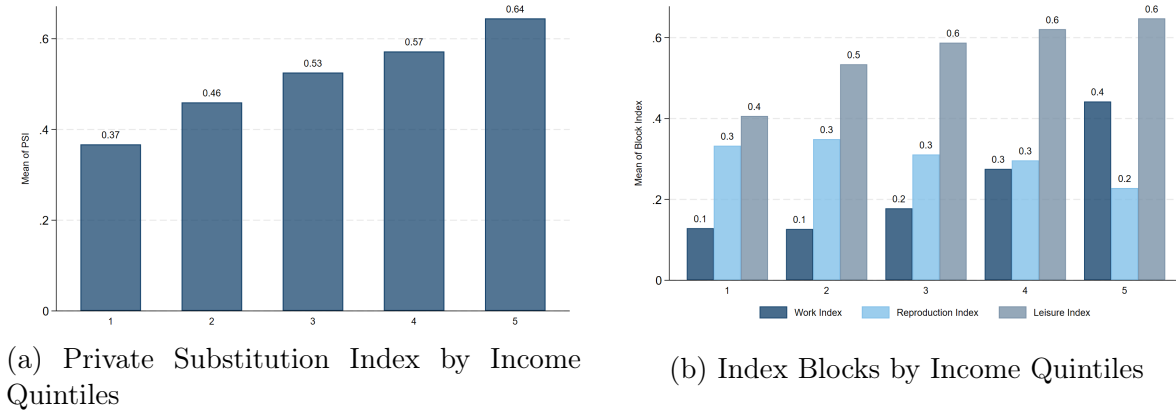 Mean of PSI
.6
.4
.2
0
0.37
0.46
0.53
0.57
0.64
1 2 3 4 5
(a) Private Substitution Index by Income
Quintiles
Mean of Block Index
.6
.4
.2
0
0.1 0.3 0.4
0.1 0.3 0.5
0.2 0.3 0.6
0.3 0.3 0.6
0.4 0.2 0.6
1 2 3 4 5
Work Index Reproduction Index Leisure Index
(b) Index Blocks by Income Quintiles